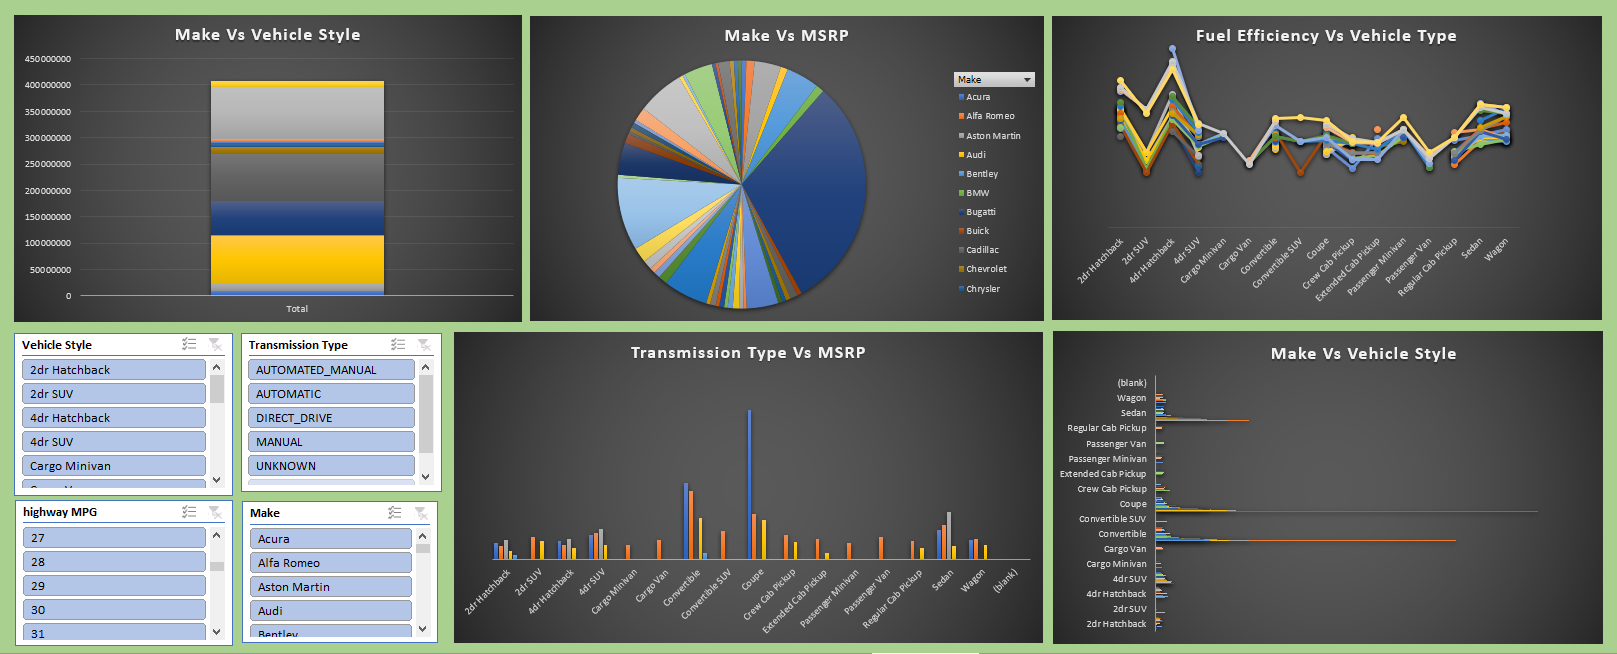 Make Vs Vehicle Style
450000000
400000000
350000000
300000000
250000000
200000000
150000000
100000000
50000000
0
Total
Make Vs MSRP
Make
Acura
Alfa Romeo
Aston Martin
Audi
Bentley
BMW
Bugatti
Buick
Cadillac
Chevrolet
Chrysler
Fuel Efficiency Vs Vehicle Type
2dr Hatchback
2dr SUV
4dr Hatchback
4dr SUV
Cargo Minivan
Cargo Van
Convertible
Convertible SUV
Coupe
Crew Cab Pickup
Extended Cab Pickup
Passenger Minivan
Passenger Van
Regular Cab Pickup
Sedan
Wagon
Vehicle Style
2dr Hatchback
2dr SUV
4dr Hatchback
4dr SUV
Cargo Minivan
Transmission Type
AUTOMATED_MANUAL
AUTOMATIC
DIRECT_DRIVE
MANUAL
UNKNOWN
highway MPG
27
28
29
30
31
Make
Acura
Alfa Romeo
Aston Martin
Audi
Bentley
Transmission Type Vs MSRP
2dr Hatchback
2dr SUV
4dr Hatchback
4dr SUV
Cargo Minivan
Cargo Van
Convertible
Convertible SUV
Coupe
Crew Cab Pickup
Extended Cab Pickup
Passenger Minivan
Passenger Van
Regular Cab Pickup
Sedan
Wagon
(blank)
Make Vs Vehicle Style
(blank)
Wagon
Sedan
Regular Cab Pickup
Passenger Van
Passenger Minivan
Extended Cab Pickup
Crew Cab Pickup
Coupe
Convertible SUV
Convertible
Cargo Van
Cargo Minivan
4dr SUV
4dr Hatchback
2dr SUV
2dr Hatchback